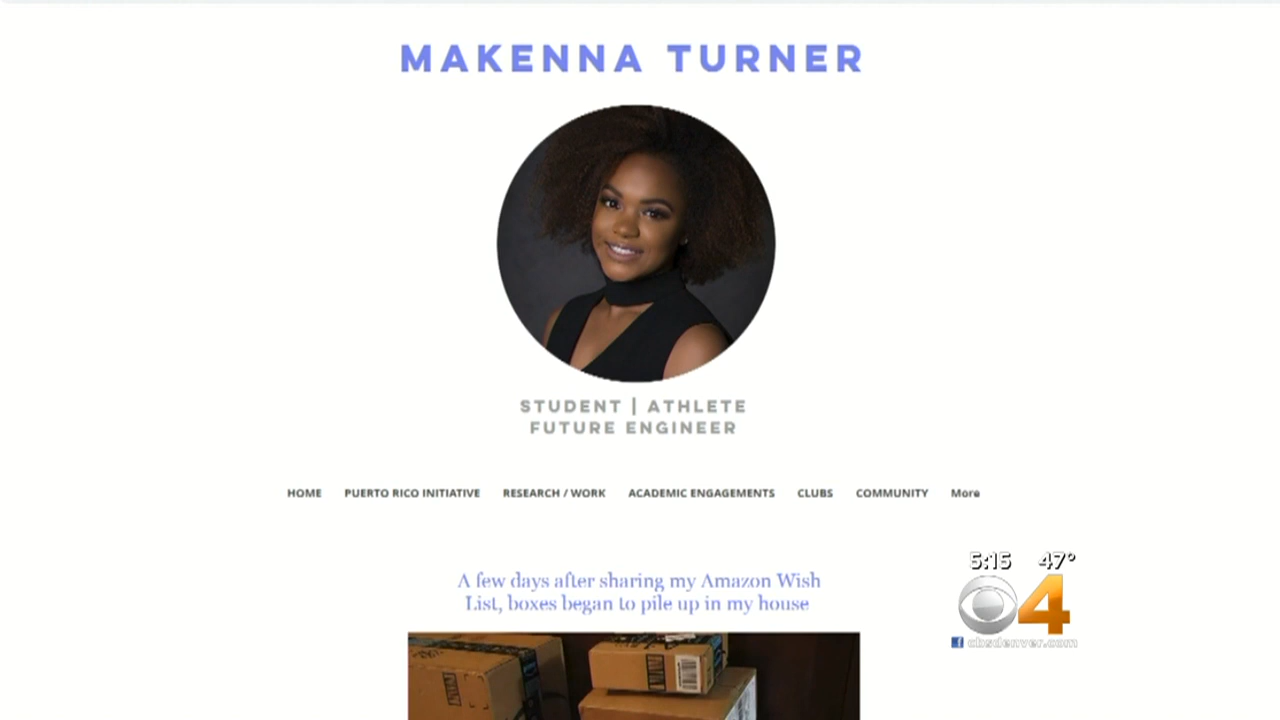 MAKENNA TURNER
STUDENT | ATHLETE
FUTURE ENGINEER
HOME PUERTO RICO INITIATIVE RESEARCH / WORK ACADEMIC ENGAGEMENTS CLUBS COMMUNITY More
A few days after sharing my Amazon Wish
List, boxes began to pile up in my house
5:15 47°
4
f cbsdenver.com